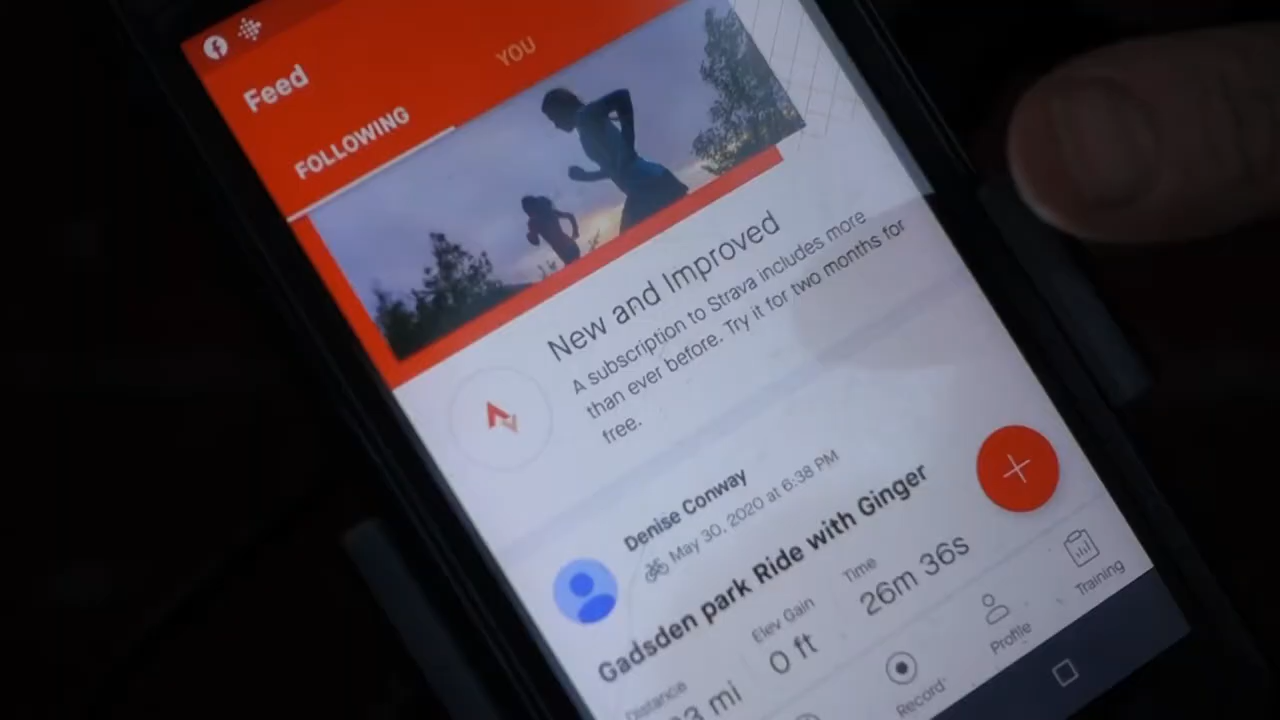 Feed
FOLLOWING
YOU
New and Improved
A subscription to Strava includes more
than ever before. Try it for two months for
free.
Denise Conway
May 30, 2020 at 6:38 PM
Gadsden park Ride with Ginger
Distance
Elev Gain
0 ft
Time
26m 36s
mi
Record
Profile
Training